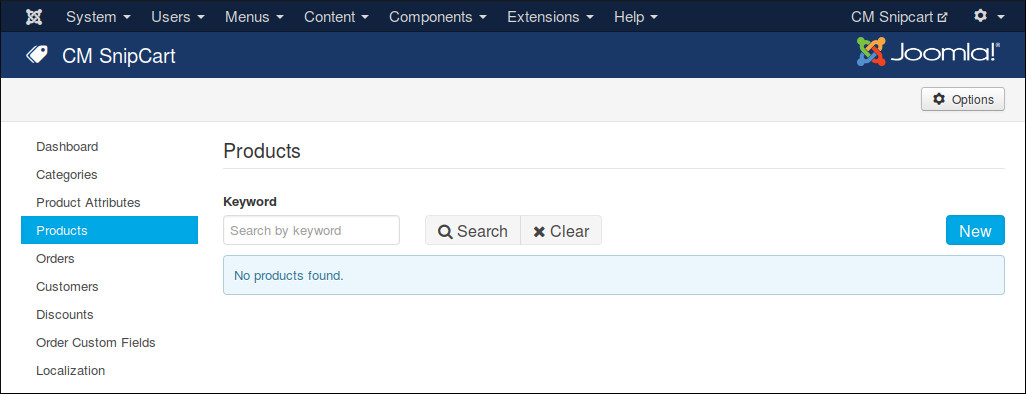 System Users Menus Content Components Extensions Help CM Snipcart
CM SnipCart Joomla!®
Options
Dashboard
Categories
Product Attributes
Products
Orders
Customers
Discounts
Order Custom Fields
Localization
Products
Keyword
Search by keyword Search Clear New
No products found.